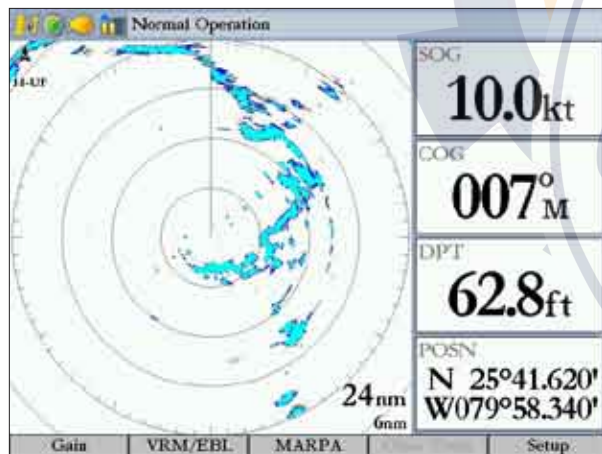 Normal Operation
H-UP
SOG
10.0kt
COG
007°M
DPT
62.8ft
POSN
N 25°41.620'
W079°58.340'
24nm
6nm
Gain
VRM/EBL
MARPA
Setup